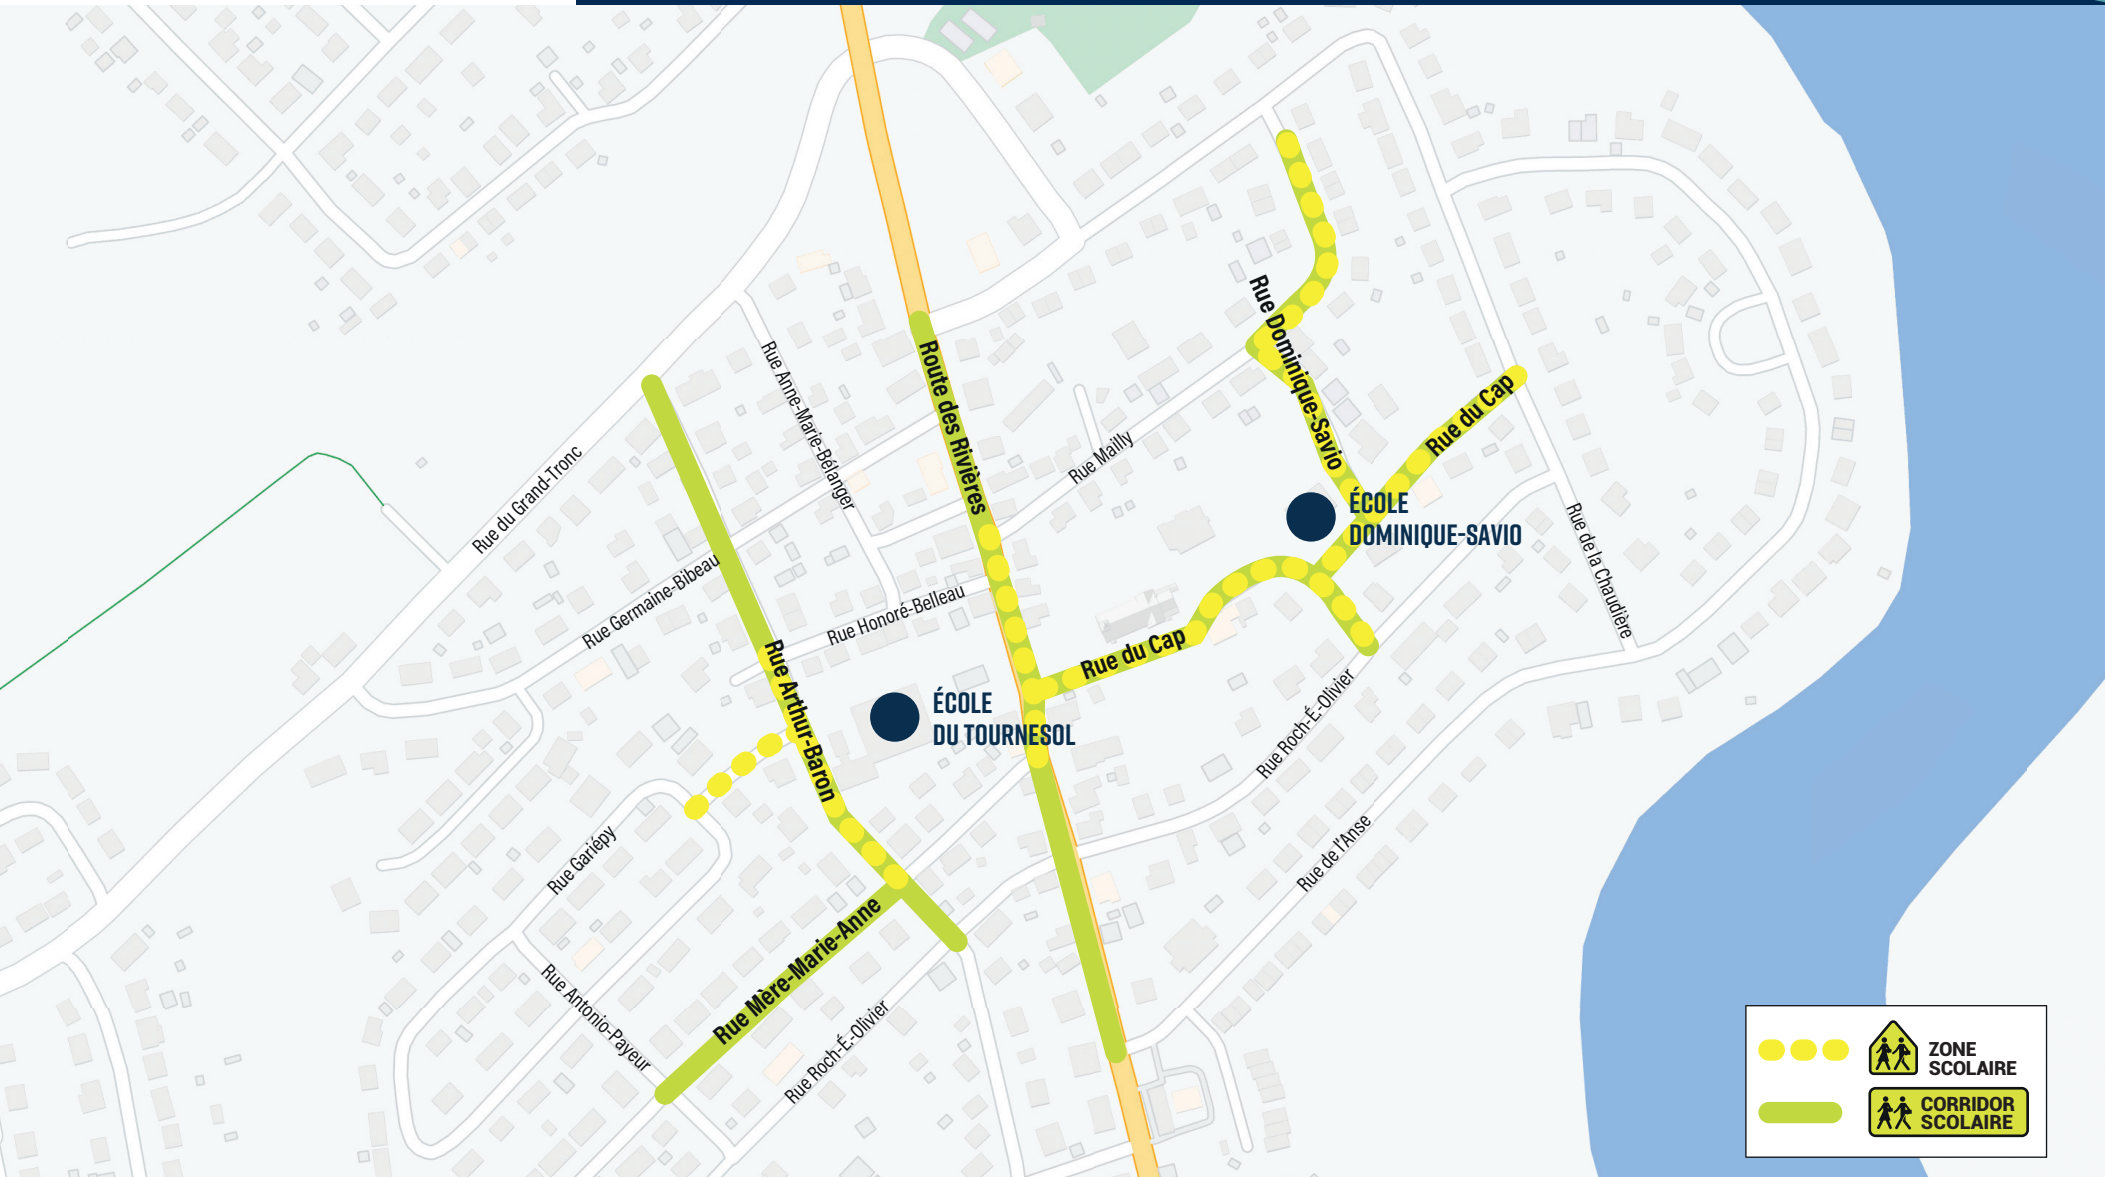 Rue Dominique-Savio
Route des Rivières
Rue Anne-Marie-Bélanger
Rue du Cap
Rue Mailly
Rue du Grand-Tronc
ÉCOLE
DOMINIQUE-SAVIO
Rue de la Chaudière
Rue Germaine-Bibeau
Rue Honoré-Belleau
Rue du Cap
Rue Arthur-Baron
ÉCOLE
DU TOURNESOL
Rue Roch-É.-Olivier
Rue Gariépy
Rue de l'Anse
Rue Mère-Marie-Anne
Rue Antonio-Payeur
Rue Roch-É.-Olivier
ZONE
SCOLAIRE
CORRIDOR
SCOLAIRE